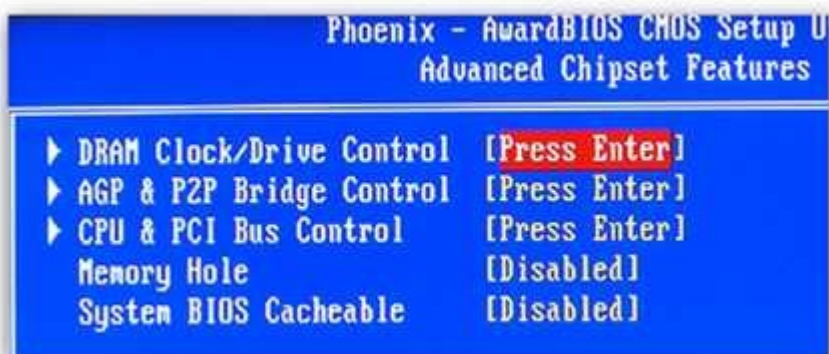 Phoenix - AwardBIOS CMOS Setup U
Advanced Chipset Features
DRAM Clock/Drive Control [Press Enter]
AGP & P2P Bridge Control [Press Enter]
CPU & PCI Bus Control [Press Enter]
Memory Hole [Disabled]
System BIOS Cacheable [Disabled]